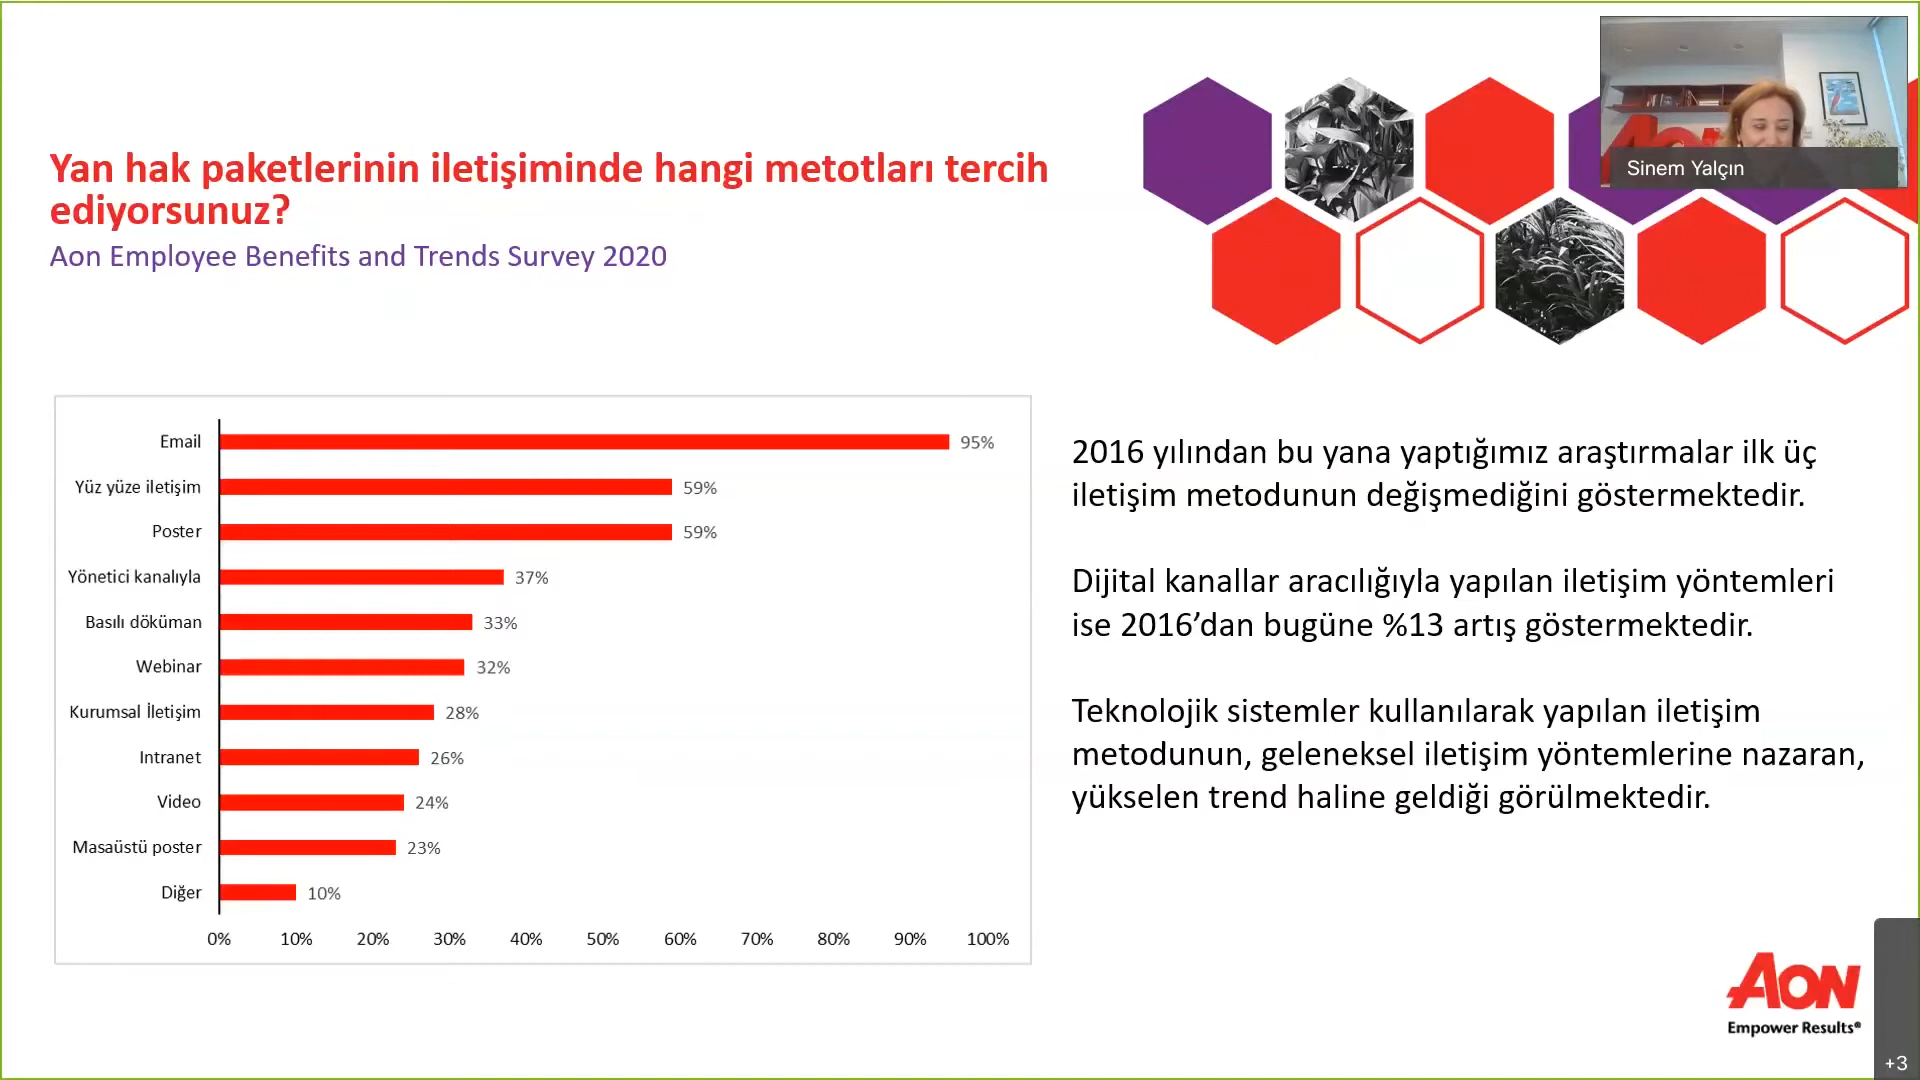 Sinem Yalçın
Yan hak paketlerinin iletişiminde hangi metotları tercih
ediyorsunuz?
Aon Employee Benefits and Trends Survey 2020
Email 95%
Yüz yüze iletişim 59%
Poster 59%
Yönetici kanalıyla 37%
Basılı döküman 33%
Webinar 32%
Kurumsal İletişim 28%
Intranet 26%
Video 24%
Masaüstü poster 23%
Diğer 10%
0% 10% 20% 30% 40% 50% 60% 70% 80% 90% 100%
2016 yılından bu yana yaptığımız araştırmalar ilk üç
iletişim metodunun değişmediğini göstermektedir.
Dijital kanallar aracılığıyla yapılan iletişim yöntemleri
ise 2016’dan bugüne %13 artış göstermektedir.
Teknolojik sistemler kullanılarak yapılan iletişim
metodunun, geleneksel iletişim yöntemlerine nazaran,
yükselen trend haline geldiği görülmektedir.
AON
Empower Results®
+3